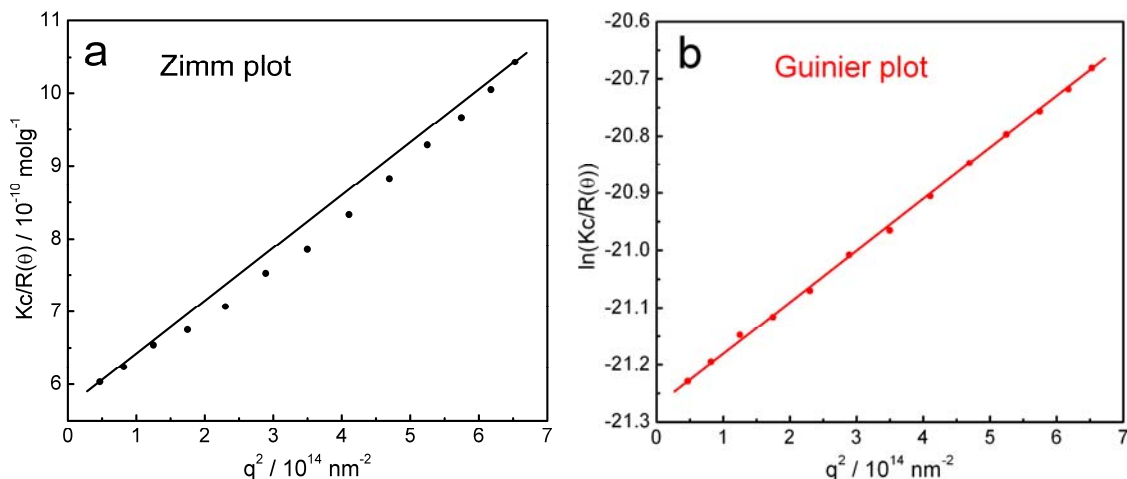 a
Zimm plot
Kc/R(θ) / 10⁻¹⁰ molg⁻¹
11
10
9
8
7
6
0 1 2 3 4 5 6 7
q² / 10¹⁴ nm⁻²
b
Guinier plot
ln(Kc/R(θ))
-20.6
-20.7
-20.8
-20.9
-21.0
-21.1
-21.2
-21.3
0 1 2 3 4 5 6 7
q² / 10¹⁴ nm⁻²